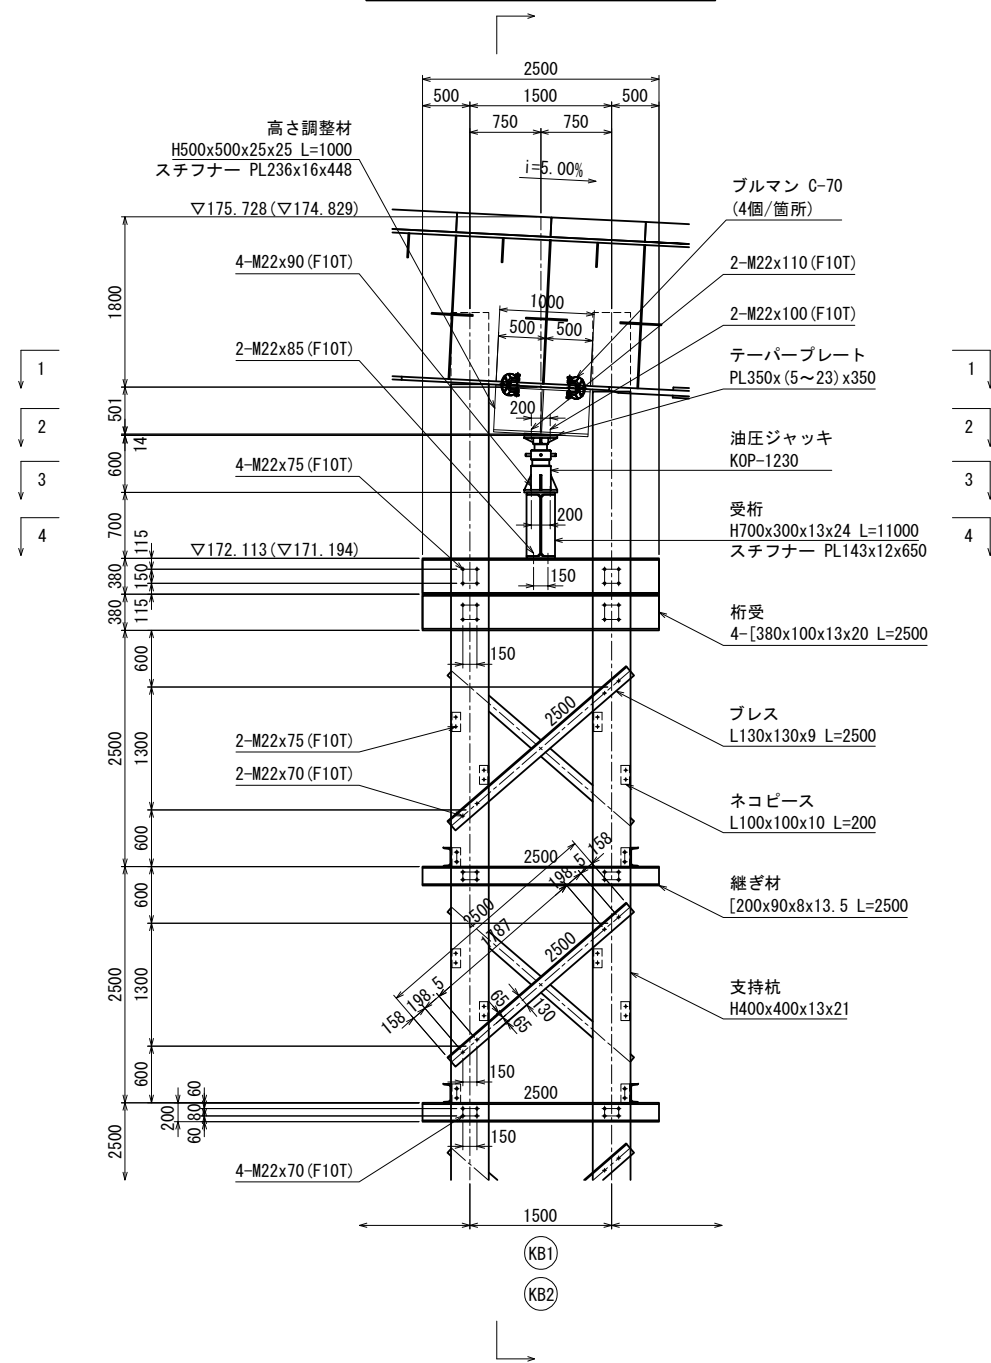 2500
500
1500
500
750
750
高さ調整材
H500x500x25x25 L=1000
スチフナー PL236x16x448
i=5.00%
ブルマン C-70
(4個/箇所)
▽175.728(▽174.829)
4-M22x90(F10T)
2-M22x110(F10T)
1800
1000
2-M22x100(F10T)
500
500
2-M22x85(F10T)
テーパープレート
PL350x(5～23)x350
1
1
501
200
2
2
14
油圧ジャッキ
KOP-1230
600
4-M22x75(F10T)
3
3
700
200
受桁
H700x300x13x24 L=11000
スチフナー PL143x12x650
4
4
115
▽172.113(▽171.194)
380
150
150
380
115
桁受
4-[380x100x13x20 L=2500
600
150
2500
1300
2500
ブレス
L130x130x9 L=2500
2-M22x75(F10T)
2-M22x70(F10T)
ネコピース
L100x100x10 L=200
600
2500
158
198.5
継ぎ材
[200x90x8x13.5 L=2500
600
2500
1187
2500
2500
1300
支持杭
H400x400x13x21
198.5
158
65
65
130
600
150
60
2500
200
80
60
150
2500
4-M22x70(F10T)
1500
KB1
KB2